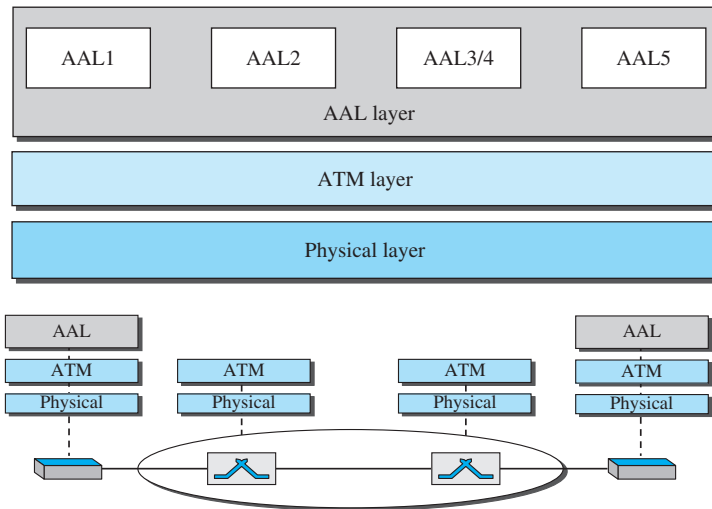 AAL1 AAL2 AAL3/4 AAL5
AAL layer
ATM layer
Physical layer
AAL AAL
ATM ATM ATM ATM
Physical Physical Physical Physical